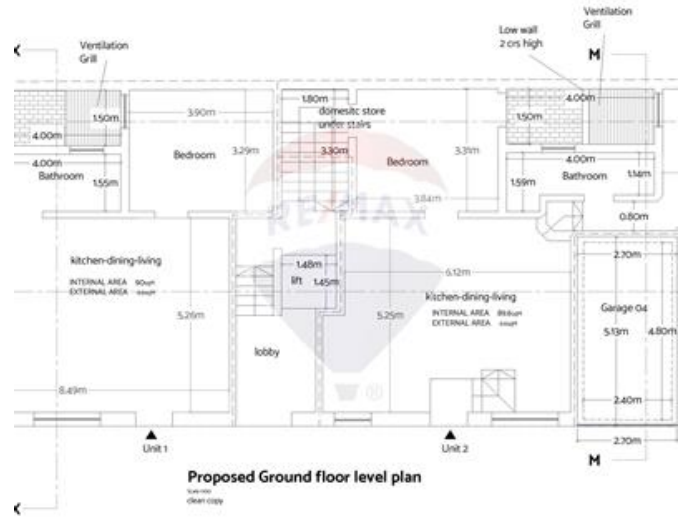 Ventilation
Grill
Low wall
2 crs high
Ventilation
Grill
X
M
1.80m
domesitc store
under stairs
3.90m
1.50m
4.00m
4.00m
Bathroom
1.55m
Bedroom
3.29m
3.30m
Bedroom
3.31m
3.84m
4.00m
1.50m
4.00m
1.59m
Bathroom
1.14m
0.80m
RE/MAX
kitchen-dining-living
INTERNAL AREA
EXTERNAL AREA
5.26m
8.49m
1.48m
lift
1.45m
lobby
6.12m
kitchen-dining-living
INTERNAL AREA
EXTERNAL AREA
5.25m
2.70m
Garage 04
5.13m
4.80m
2.40m
2.70m
Unit 1
Unit 2
M
X
Proposed Ground floor level plan
clean copy